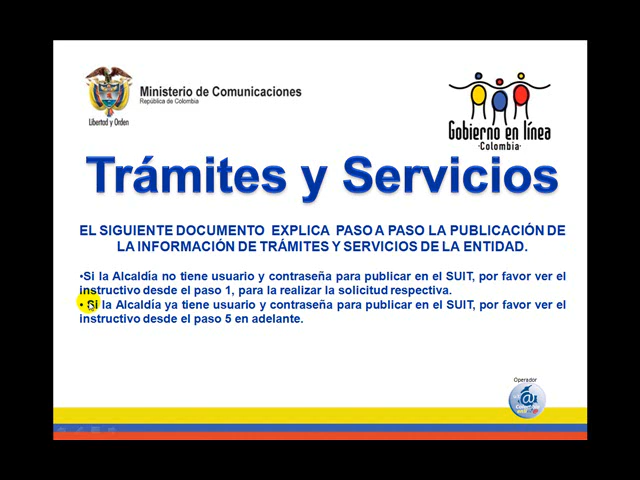 Ministerio de Comunicaciones
República de Colombia
Libertad y Orden
Gobierno en línea
·Colombia·
Trámites y Servicios
EL SIGUIENTE DOCUMENTO EXPLICA PASO A PASO LA PUBLICACIÓN DE
LA INFORMACIÓN DE TRÁMITES Y SERVICIOS DE LA ENTIDAD.
•Si la Alcaldía no tiene usuario y contraseña para publicar en el SUIT, por favor ver el
instructivo desde el paso 1, para la realizar la solicitud respectiva.
• Si la Alcaldía ya tiene usuario y contraseña para publicar en el SUIT, por favor ver el
instructivo desde el paso 5 en adelante.
Operador